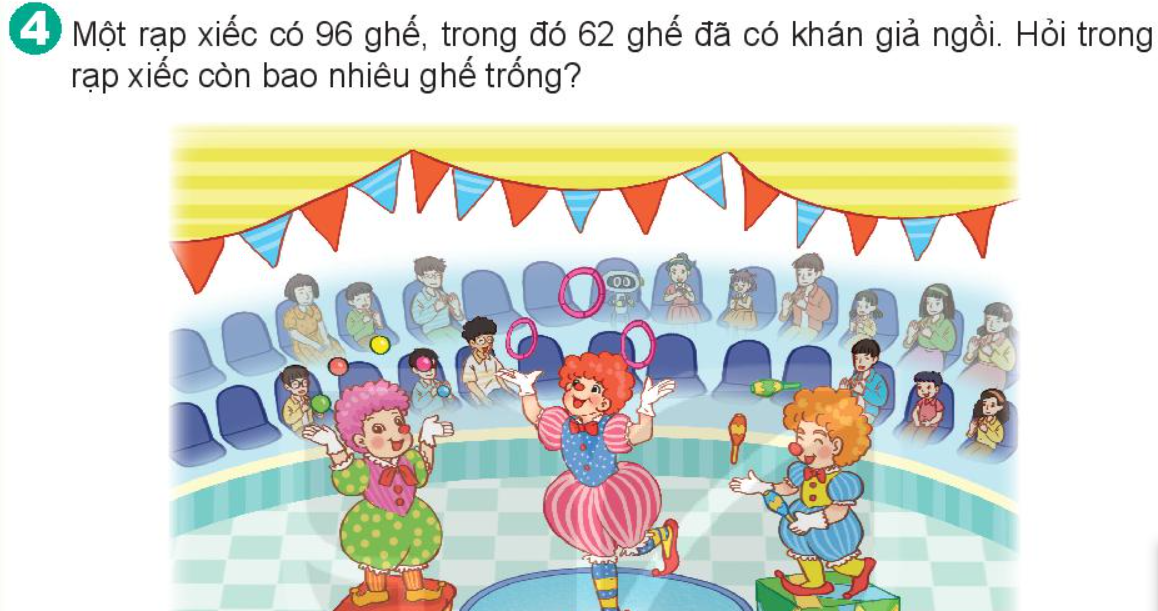 4 Một rạp xiếc có 96 ghế, trong đó 62 ghế đã có khán giả ngồi. Hỏi trong
rạp xiếc còn bao nhiêu ghế trống?